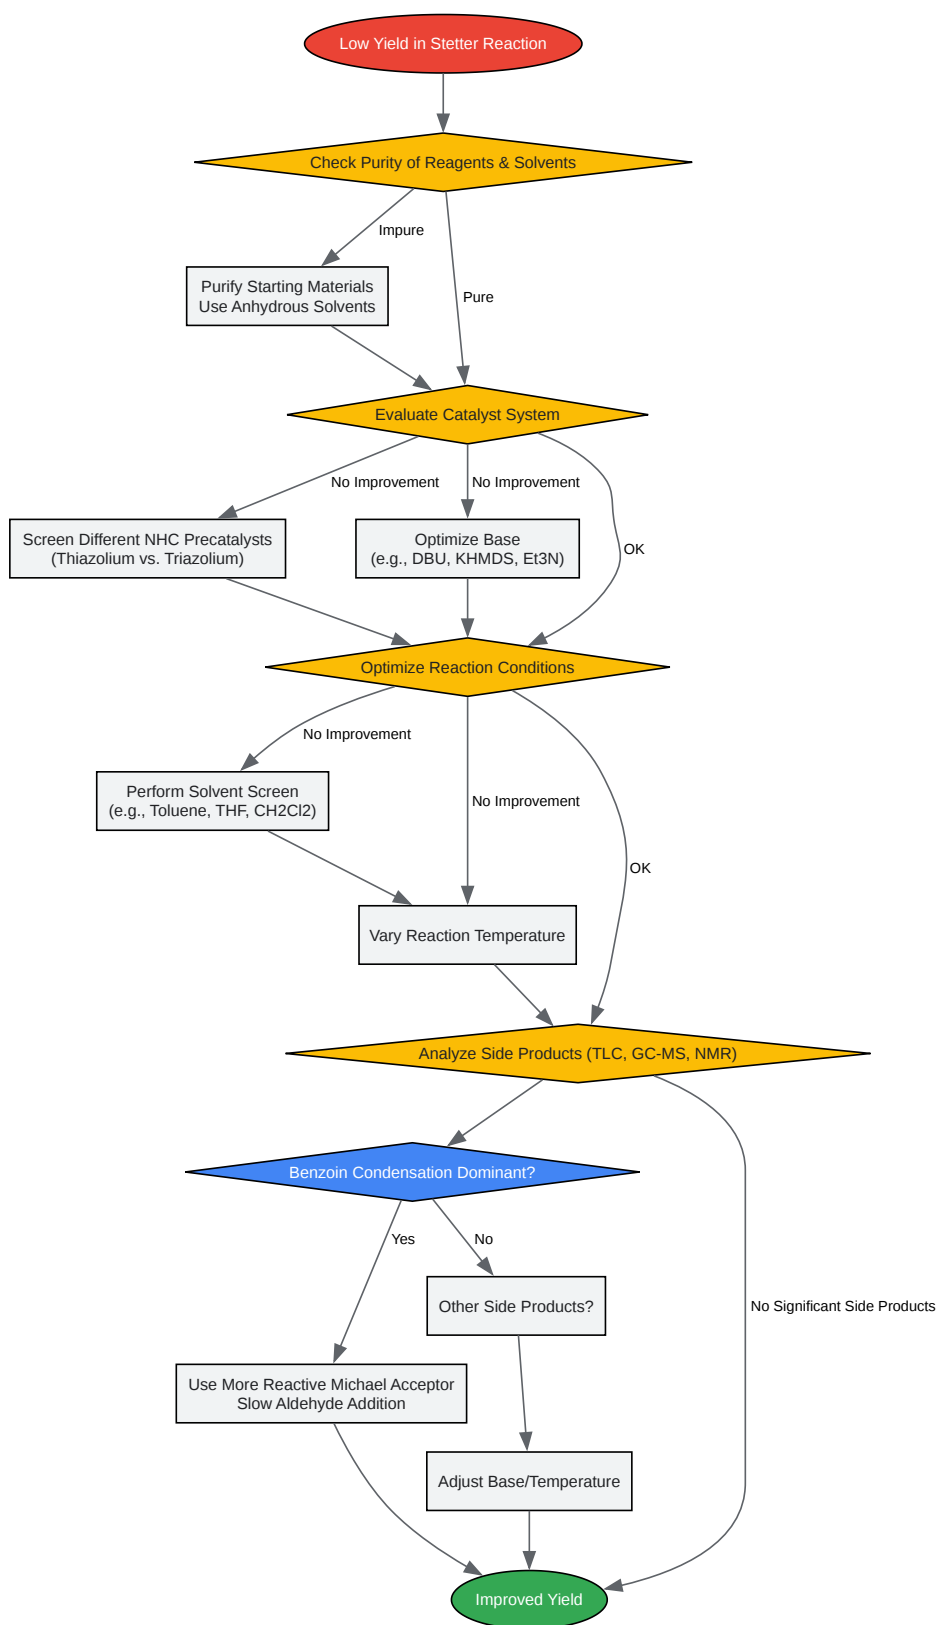 Low Yield in Stetter Reaction
Check Purity of Reagents & Solvents
Impure
Purify Starting Materials
Use Anhydrous Solvents
Pure
Evaluate Catalyst System
No Improvement
No Improvement
Screen Different NHC Precatalysts
(Thiazolium vs. Triazolium)
Optimize Base
(e.g., DBU, KHMDS, Et3N)
OK
Optimize Reaction Conditions
No Improvement
Perform Solvent Screen
(e.g., Toluene, THF, CH2Cl2)
No Improvement
OK
Vary Reaction Temperature
Analyze Side Products (TLC, GC-MS, NMR)
Benzoin Condensation Dominant?
Yes
No
Other Side Products?
No Significant Side Products
Use More Reactive Michael Acceptor
Slow Aldehyde Addition
Adjust Base/Temperature
Improved Yield